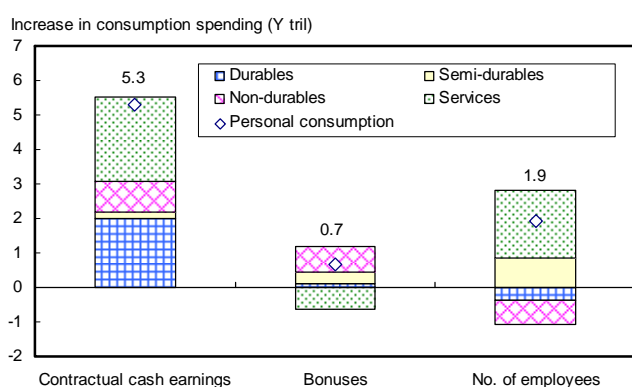 Increase in consumption spending (Y tril)
7
6
5
4
3
2
1
0
-1
-2
5.3
0.7
1.9
Durables
Semi-durables
Non-durables
Services
Personal consumption
Contractual cash earnings
Bonuses
No. of employees